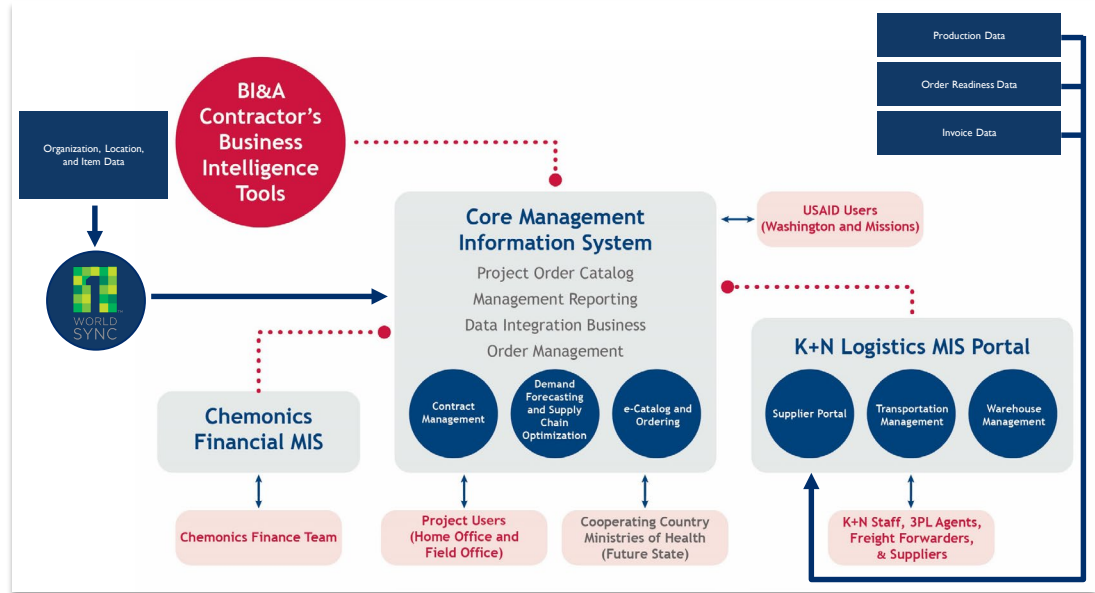 Production Data
Order Readiness Data
Invoice Data
BI&A
Contractor's
Business
Intelligence
Tools
Organization, Location,
and Item Data
WORLD
SYNC
™
Core Management
Information System
Project Order Catalog
Management Reporting
Data Integration Business
Order Management
Contract
Management
Demand
Forecasting
and Supply
Chain
Optimization
e-Catalog and
Ordering
USAID Users
(Washington and Missions)
K+N Logistics MIS Portal
Supplier Portal
Transportation
Management
Warehouse
Management
Chemonics
Financial MIS
Chemonics Finance Team
Project Users
(Home Office and
Field Office)
Cooperating Country
Ministries of Health
(Future State)
K+N Staff, 3PL Agents,
Freight Forwarders,
& Suppliers